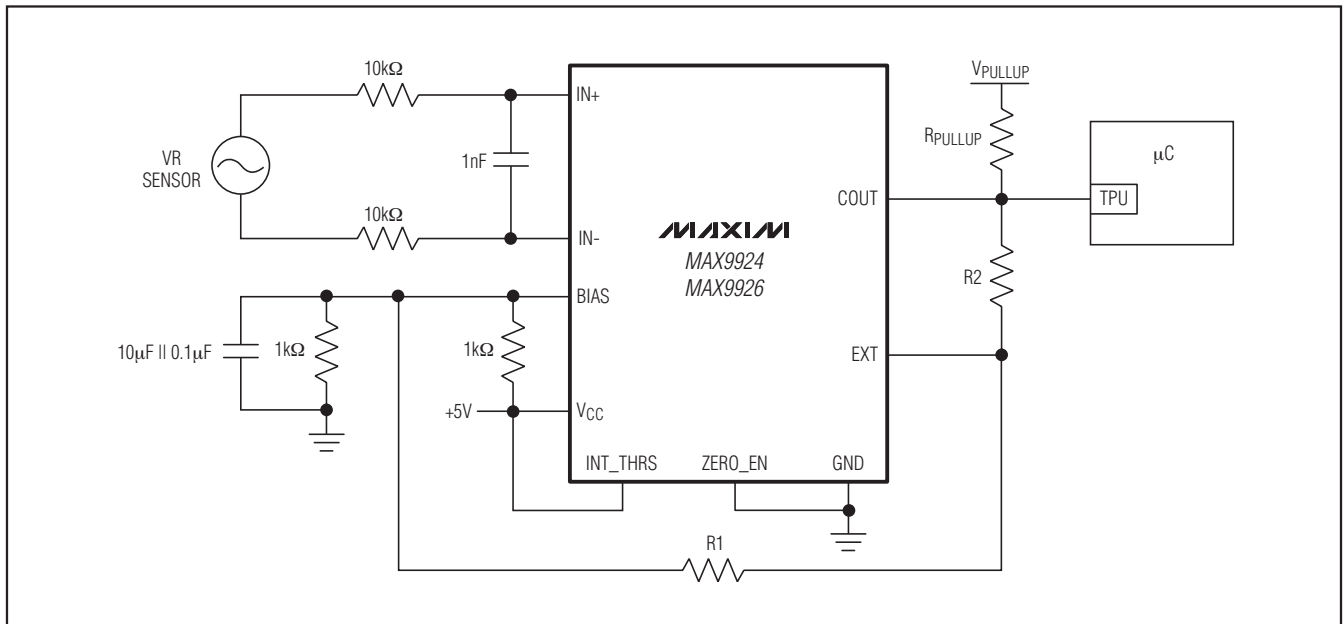 10kΩ
IN+
VR
SENSOR
1nF
10kΩ
IN-
BIAS
10μF II 0.1μF
1kΩ
1kΩ
+5V
VCC
MAXIM
MAX9924
MAX9926
INT_THRS
ZERO_EN
GND
COUT
EXT
VPULLUP
RPULLUP
R2
μC
TPU
R1